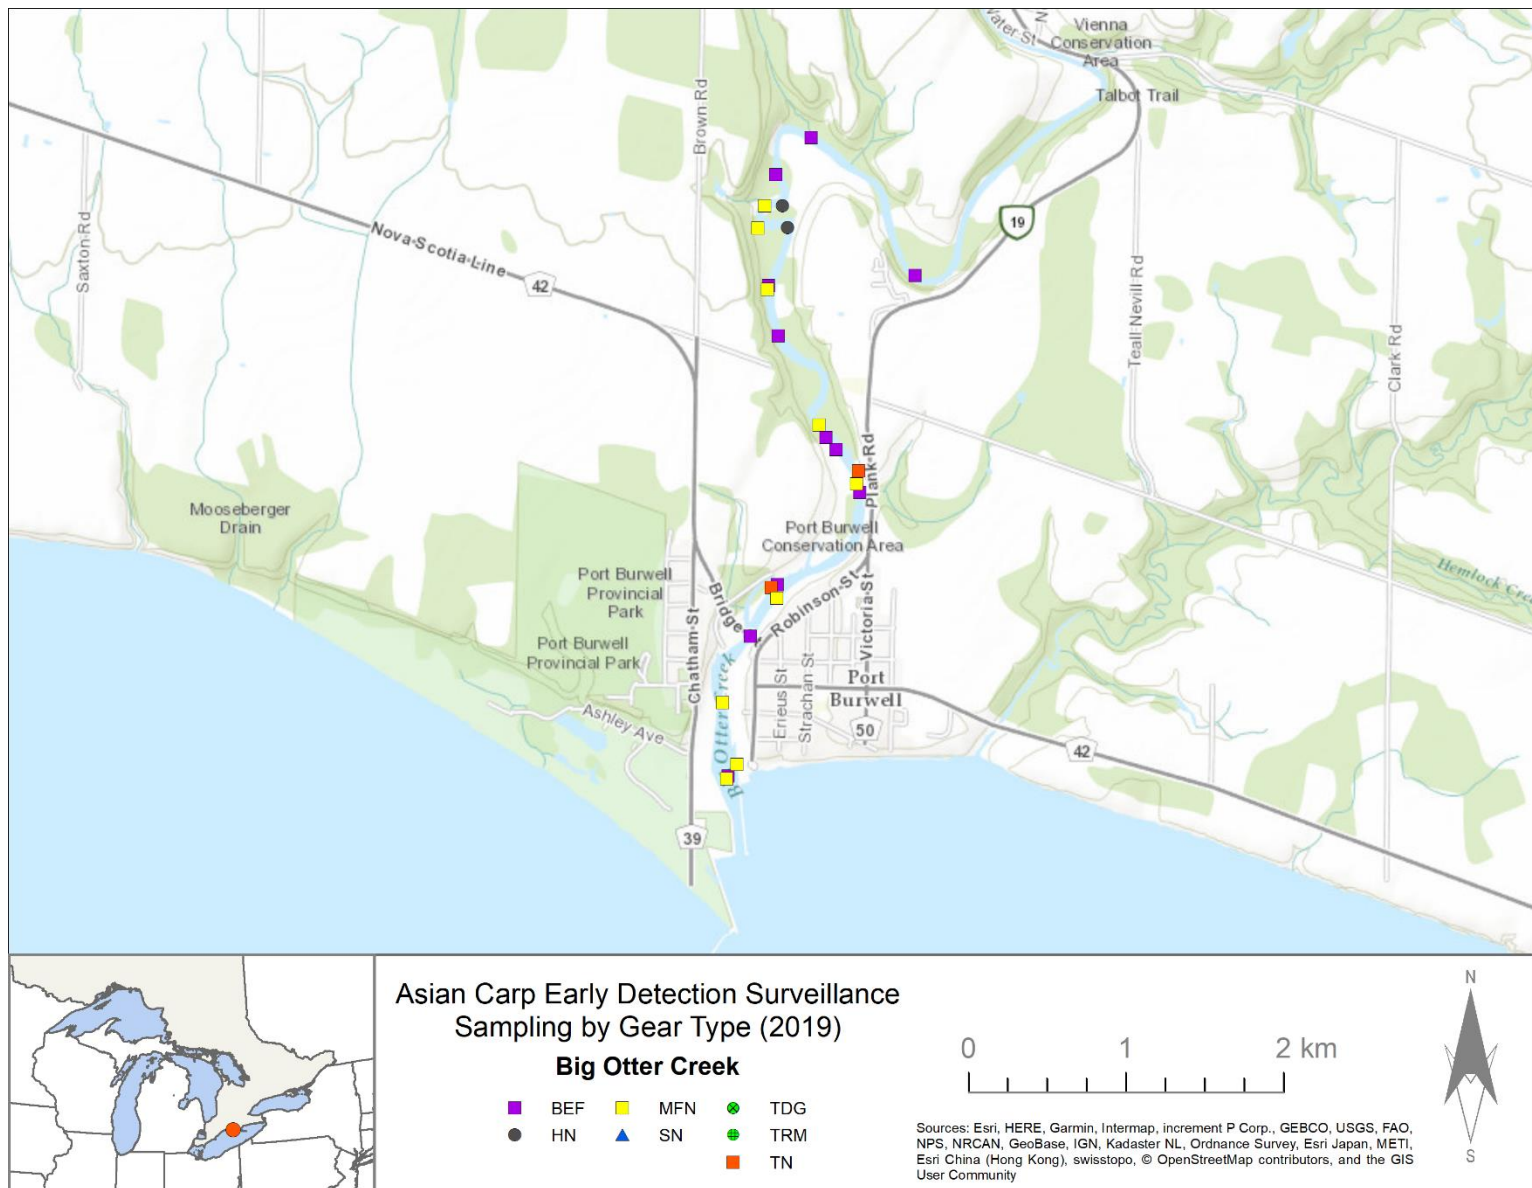 Water St
N
Vienna
Conservation
Area
Talbot Trail
Brown Rd
19
Saxton Rd
Nova Scotia Line
42
Teall Nevill Rd
Clark Rd
Plank Rd
Mooseberger
Drain
Port Burwell
Conservation Area
Hemlock Creek
Port Burwell
Provincial
Park
Bridge
Robinson St
Victoria St
Port Burwell
Provincial Park
Chatham St
Otter Creek
Erieus St
Strachan St
Port
Burwell
Ashley Ave
50
42
B
39
Asian Carp Early Detection Surveillance
Sampling by Gear Type (2019)
Big Otter Creek
BEF MFN TDG
HN SN TRM
TN
0 1 2 km
N
S
Sources: Esri, HERE, Garmin, Intermap, increment P Corp., GEBCO, USGS, FAO,
NPS, NRCAN, GeoBase, IGN, Kadaster NL, Ordnance Survey, Esri Japan, METI,
Esri China (Hong Kong), swisstopo, © OpenStreetMap contributors, and the GIS
User Community